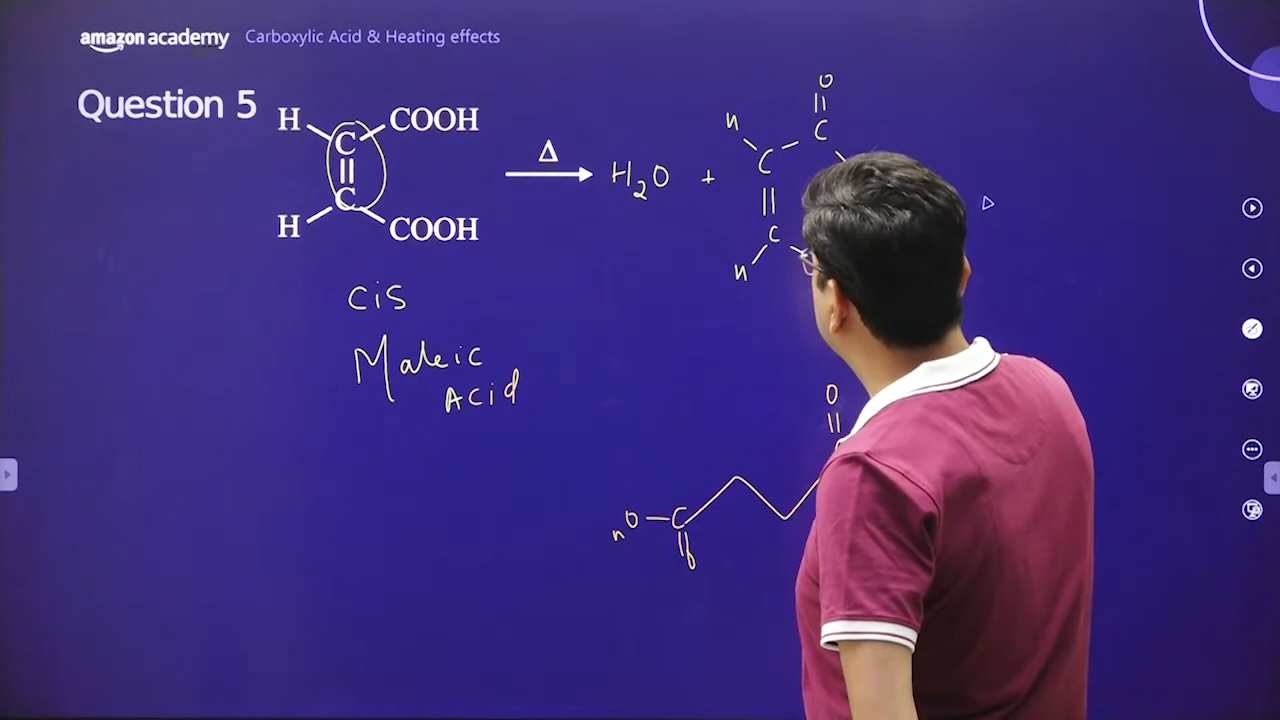 amazon academy Carboxylic Acid & Heating effects
Question 5
H COOH
C
C
H COOH
Δ
H₂O +
O
C
H
C
C
H
Cis
Maleic
Acid
O
HO—C
O